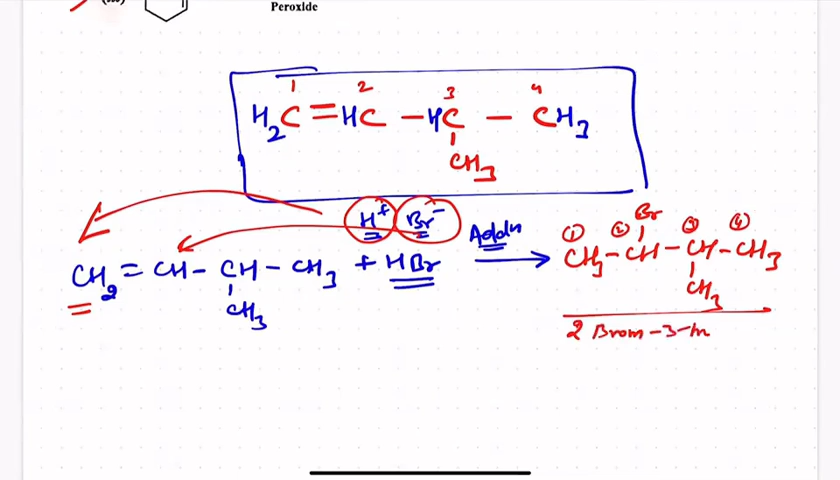 Peroxide
1 2 3 4
H₂C = HC – HC – CH₃
CH₃
H⁺ Br⁻
CH₂ = CH – CH – CH₃ + HBr Addn
CH₃
Br
① ② ③ ④
CH₃ – CH – CH – CH₃
CH₃
2 Brom – 3 – m